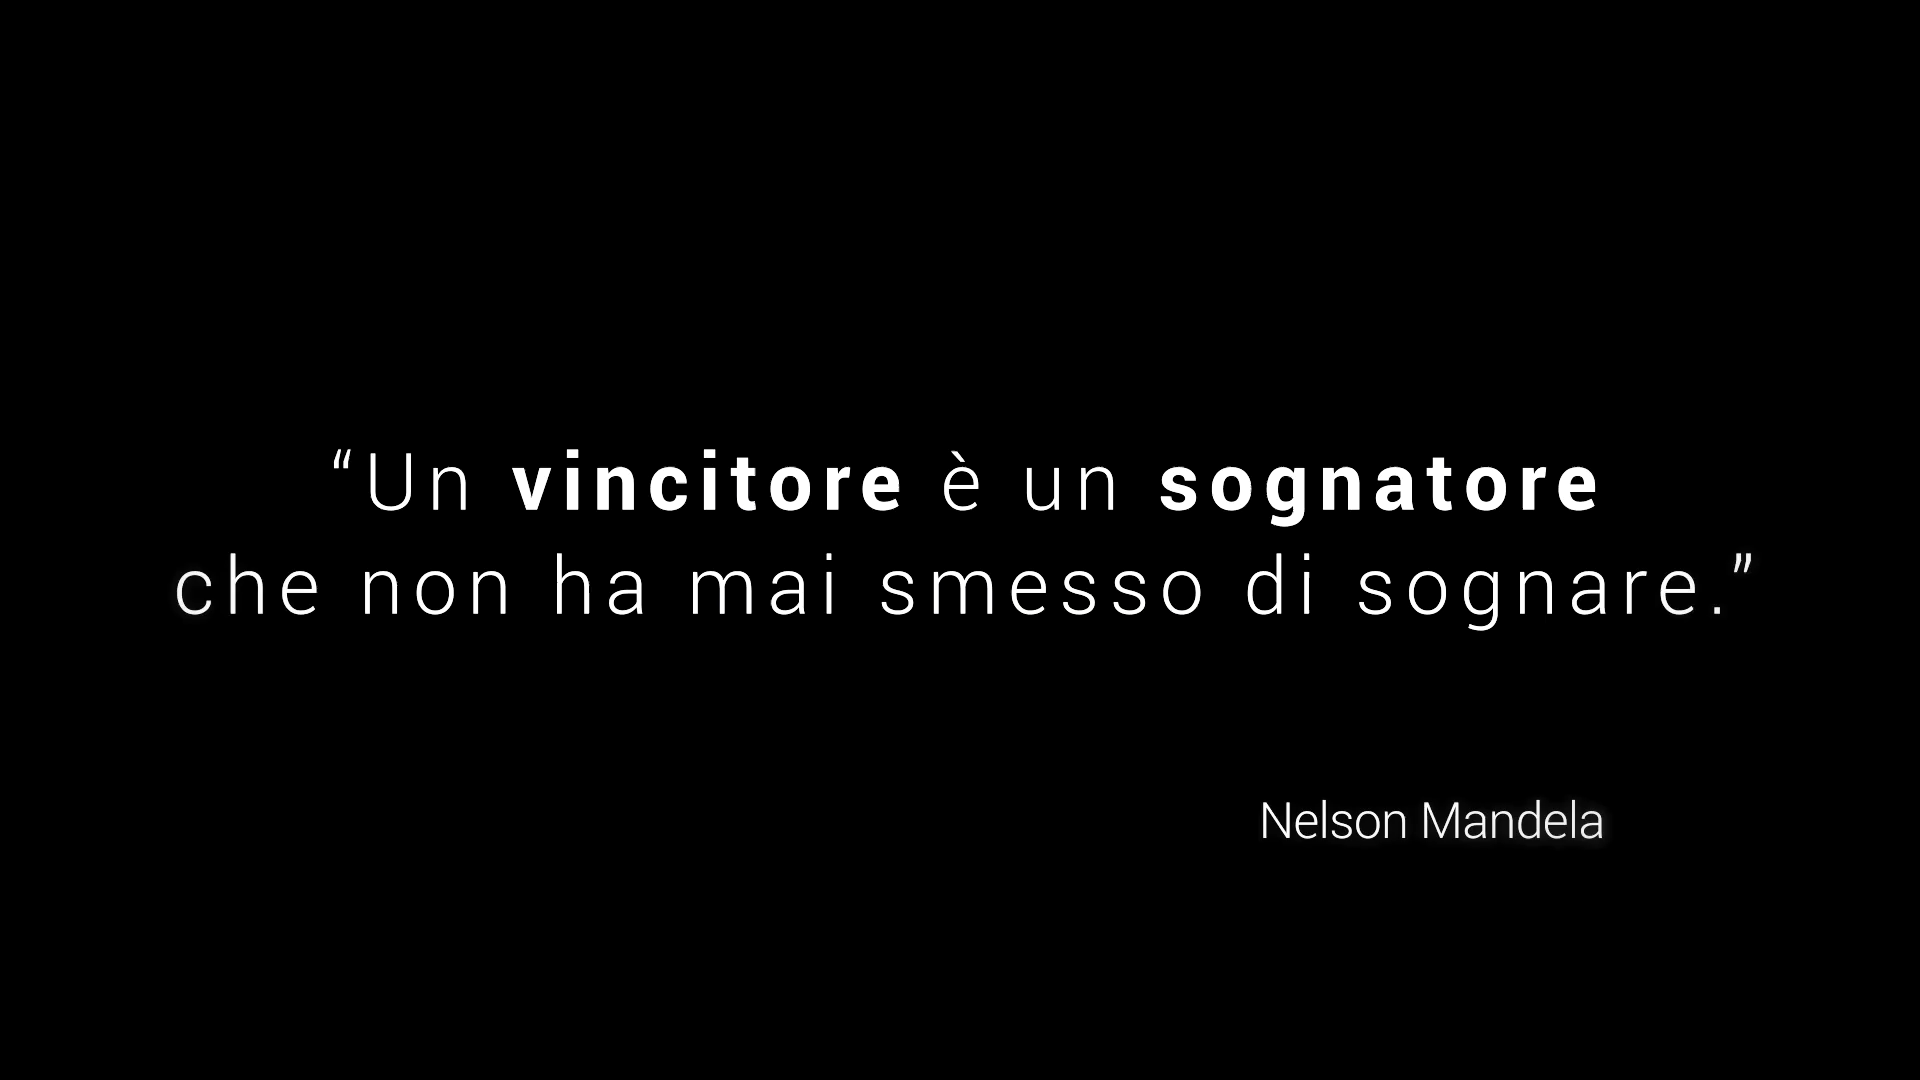 “Un vincitore è un sognatore
che non ha mai smesso di sognare.”
Nelson Mandela